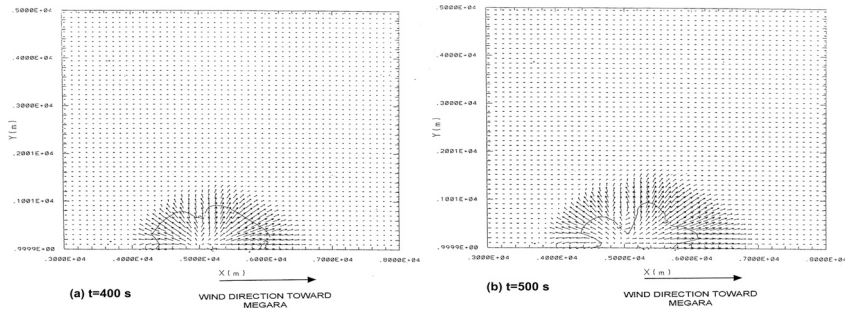 .5000E+04
.4000E+04
.3000E+04
.2001E+04
.1001E+04
.9999E+00
Y(m)
.3000E+04 .4000E+04 .5000E+04 .6000E+04 .7000E+04 .8000E+04
X(m)
(a) t=400 s
WIND DIRECTION TOWARD
MEGARA
.5000E+04
.4000E+04
.3000E+04
.2001E+04
.1001E+04
.9999E+00
Y(m)
.3000E+04 .4000E+04 .5000E+04 .6000E+04 .7000E+04 .8000E+04
X(m)
(b) t=500 s
WIND DIRECTION TOWARD
MEGARA